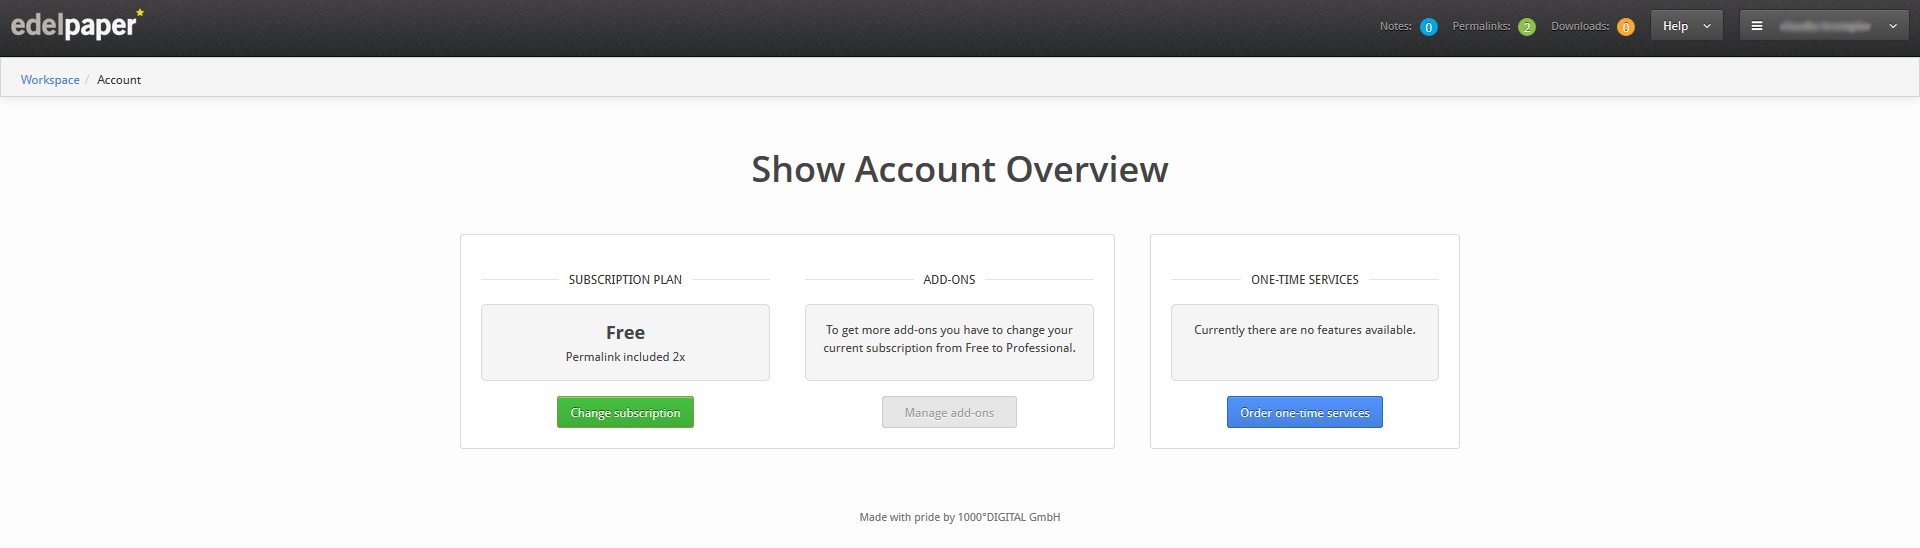 edelpaper
Notes: 0 Permalinks: 2 Downloads: 0 Help
Workspace / Account
Show Account Overview
SUBSCRIPTION PLAN
Free
Permalink included 2x
Change subscription
ADD-ONS
To get more add-ons you have to change your
current subscription from Free to Professional.
Manage add-ons
ONE-TIME SERVICES
Currently there are no features available.
Order one-time services
Made with pride by 1000°DIGITAL GmbH